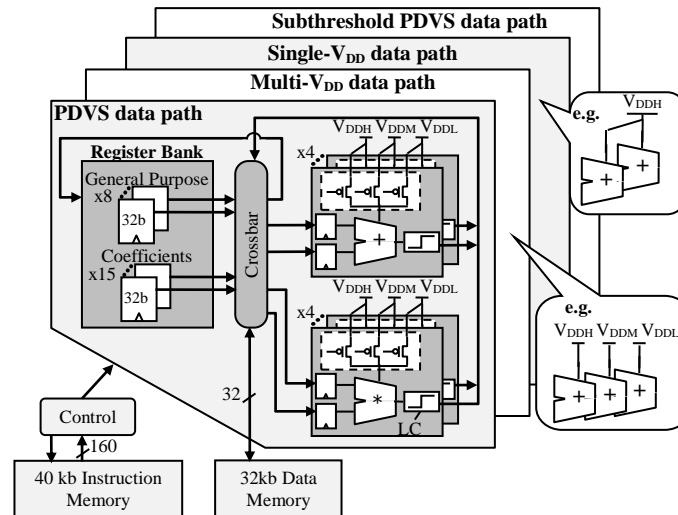 Subthreshold PDVS data path
Single-VDD data path
Multi-VDD data path
PDVS data path
e.g.
VDDH
+
+
VDDH VDDM VDDL
x4
Register Bank
General Purpose
x8
32b
Crossbar
+
Coefficients
x15
32b
e.g.
VDDH VDDM VDDL
+
+
+
VDDH VDDM VDDL
x4
*
LC
32
Control
160
40 kb Instruction
Memory
32kb Data
Memory